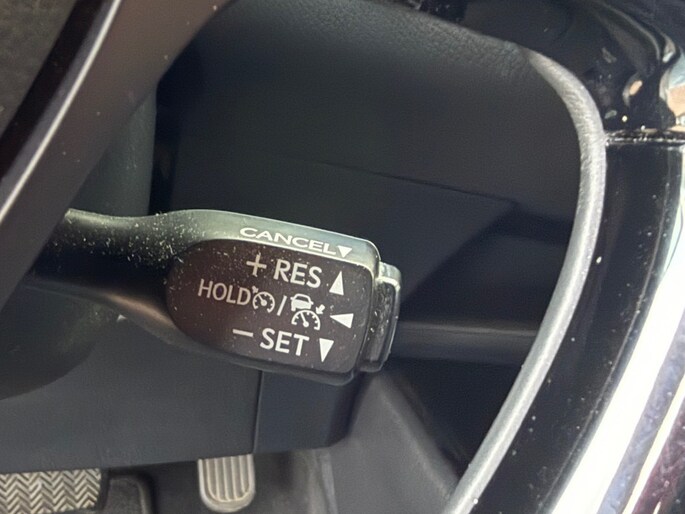 CANCEL▼
+ RES ▲
HOLD / ◀
− SET ▼